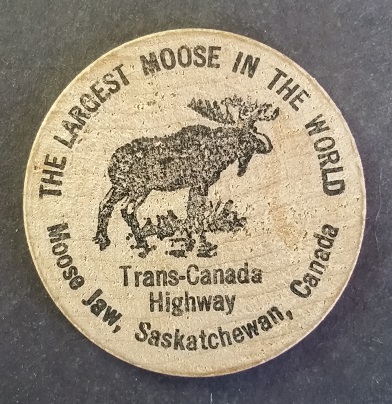 THE LARGEST MOOSE IN THE WORLD
Trans-Canada
Highway
Moose Jaw, Saskatchewan, Canada